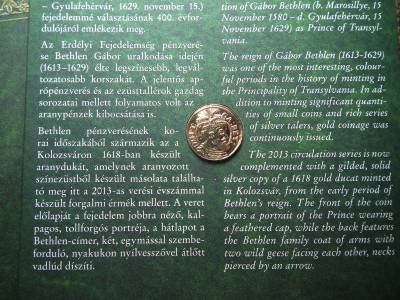 – Gyulafehérvár, 1629. november 15.)
fejedelemmé választásának 400. évfor-
dulójáról emlékezik meg.
Az Erdélyi Fejedelemség pénzveré-
se Bethlen Gábor uralkodása idején
(1613–1629) élte legszínesebb, legvál-
tozatosabb korszakát. A jelentős ap-
rópénzverés és az ezüsttallérok gazdag
sorozatai mellett folyamatos volt az
aranypénzek kibocsátása is.
Bethlen pénzverésének ko-
rai időszakából származik az a
Kolozsváron 1618-ban készült
aranydukát, amelynek aranyozott
színezüstből készült másolata találha-
tó meg itt a 2013-as verési évszámmal
készült forgalmi érmék mellett. A veret
előlapját a fejedelem jobbra néző, kal-
pagos, tollforgós portréja, a hátlapot a
Bethlen-címer, két, egymással szembe-
forduló, nyakukon nyílvesszővel átlőtt
vadlúd díszíti.
tion of Gábor Bethlen (b. Marosillye, 15
November 1580 – d. Gyulafehérvár, 15
November 1629) as Prince of Transyl-
vania.
The reign of Gábor Bethlen (1613–1629)
was one of the most interesting, colour-
ful periods in the history of minting in
the Principality of Transylvania. In ad-
dition to minting significant quanti-
ties of small coins and rich series
of silver talers, gold coinage was
continuously issued.
The 2013 circulation series is now
complemented with a gilded, solid
silver copy of a 1618 gold ducat minted
in Kolozsvár, from the early period of
Bethlen's reign. The front of the coin
bears a portrait of the Prince wearing
a feathered cap, while the back features
the Bethlen family coat of arms with
two wild geese facing each other, necks
pierced by an arrow.